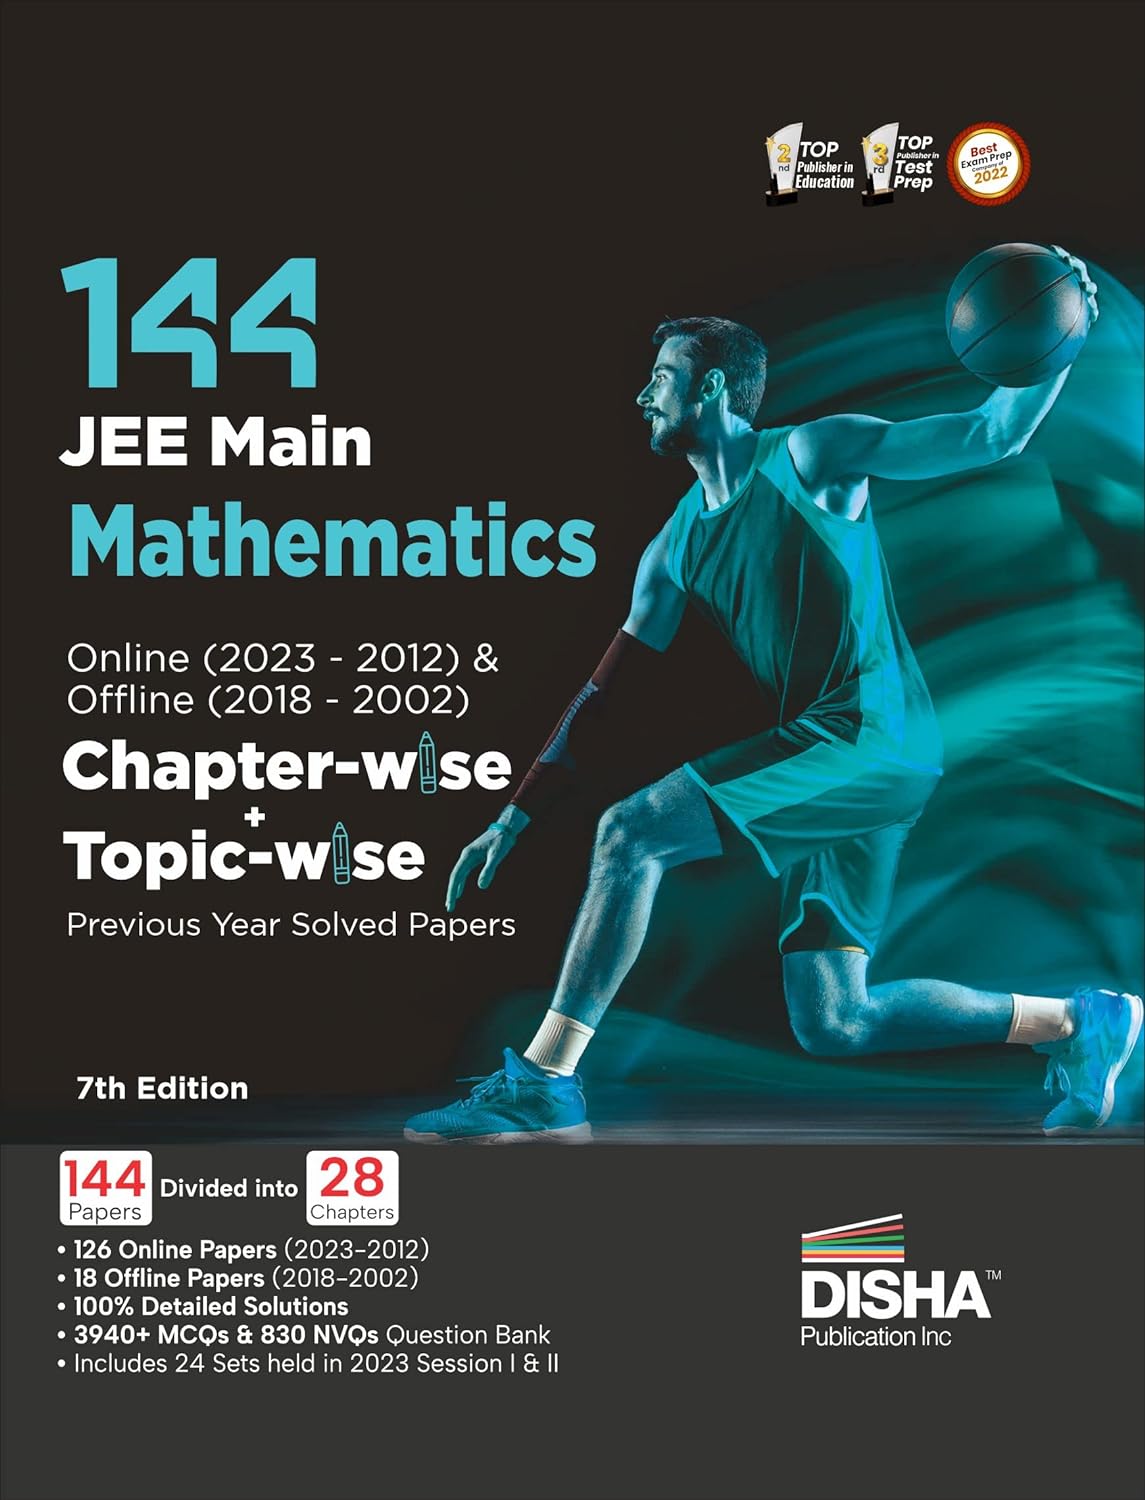 2nd TOP Publisher in Education
3rd TOP Publisher in Test Prep
Best Exam Prep Company of 2022
144
JEE Main
Mathematics
Online (2023 - 2012) &
Offline (2018 - 2002)
Chapter-wise
+
Topic-wise
Previous Year Solved Papers
7th Edition
144 Papers Divided into 28 Chapters
• 126 Online Papers (2023-2012)
• 18 Offline Papers (2018-2002)
• 100% Detailed Solutions
• 3940+ MCQs & 830 NVQs Question Bank
• Includes 24 Sets held in 2023 Session I & II
DISHA™
Publication Inc